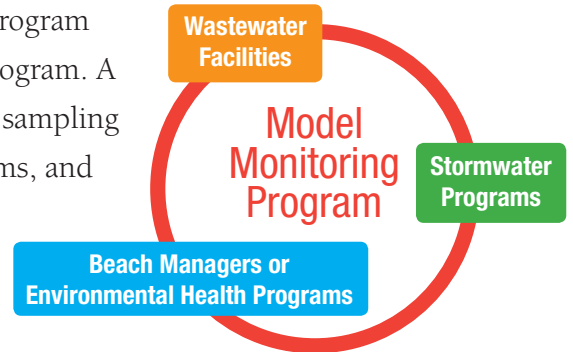 rogram
ogram. A
sampling
ms, and
Wastewater
Facilities
Model
Monitoring
Program
Stormwater
Programs
Beach Managers or
Environmental Health Programs